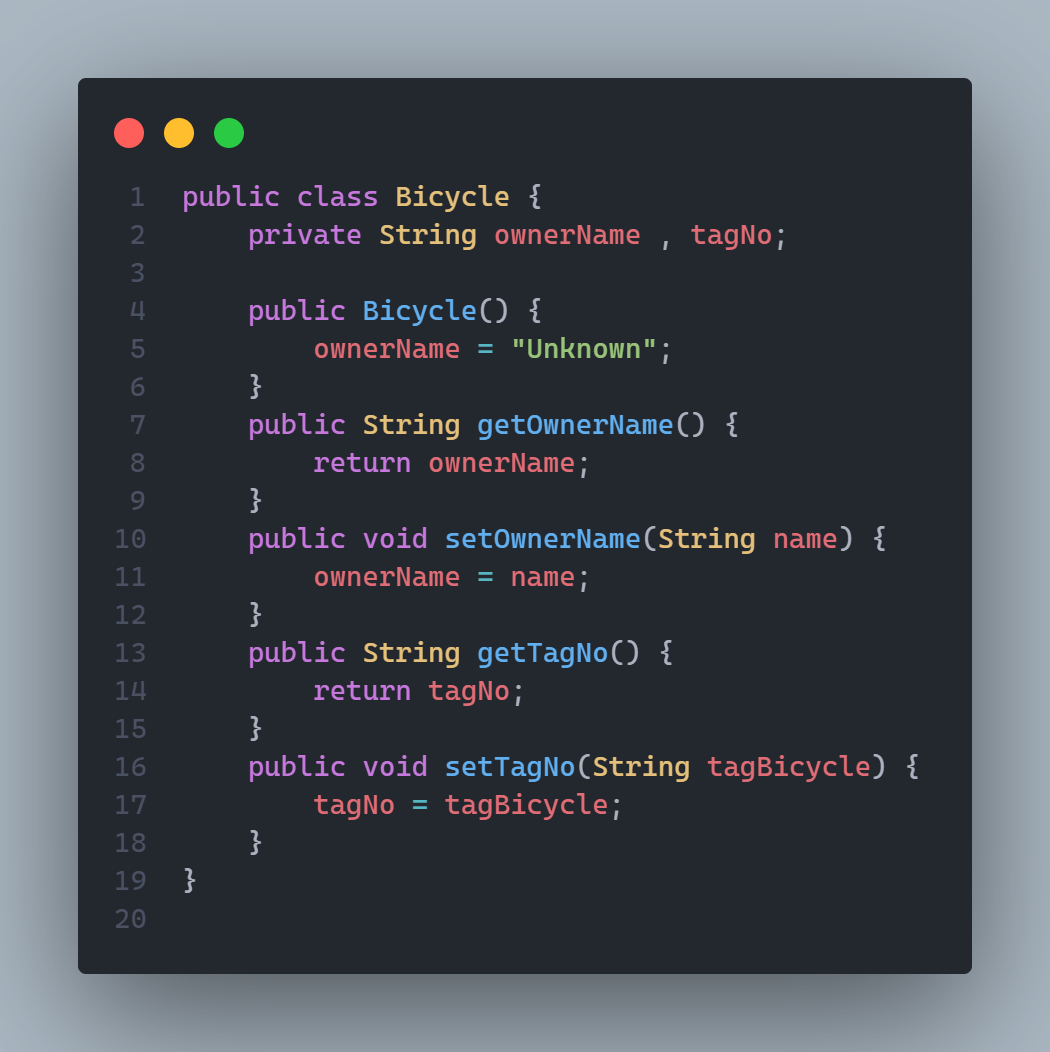 1 public class Bicycle {
2     private String ownerName , tagNo;
3
4     public Bicycle() {
5         ownerName = "Unknown";
6     }
7     public String getOwnerName() {
8         return ownerName;
9     }
10     public void setOwnerName(String name) {
11         ownerName = name;
12     }
13     public String getTagNo() {
14         return tagNo;
15     }
16     public void setTagNo(String tagBicycle) {
17         tagNo = tagBicycle;
18     }
19 }
20